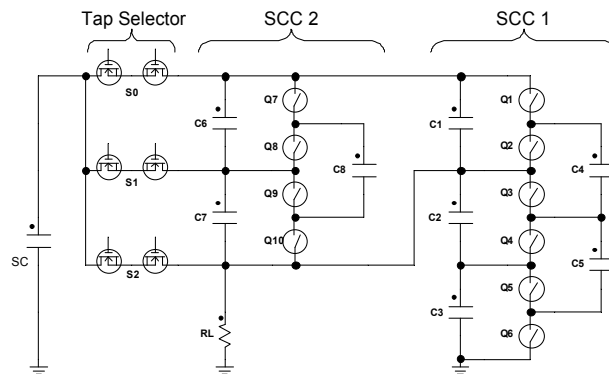 Tap Selector
SCC 2
SCC 1
S0
Q7
Q1
C6
C1
Q8
Q2
C8
C4
S1
Q9
Q3
C7
C2
Q10
Q4
SC
S2
C5
Q5
RL
C3
Q6